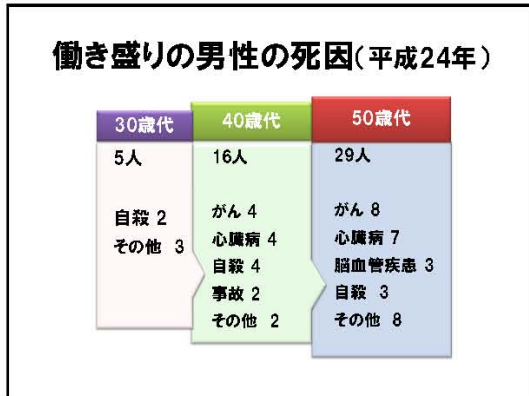 働き盛りの男性の死因(平成24年)
30歳代
5人
自殺 2
その他 3
40歳代
16人
がん 4
心臓病 4
自殺 4
事故 2
その他 2
50歳代
29人
がん 8
心臓病 7
脳血管疾患 3
自殺 3
その他 8